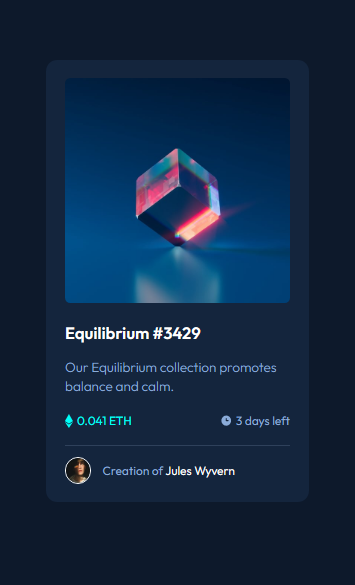 Equilibrium #3429
Our Equilibrium collection promotes
balance and calm.
0.041 ETH
3 days left
Creation of Jules Wyvern